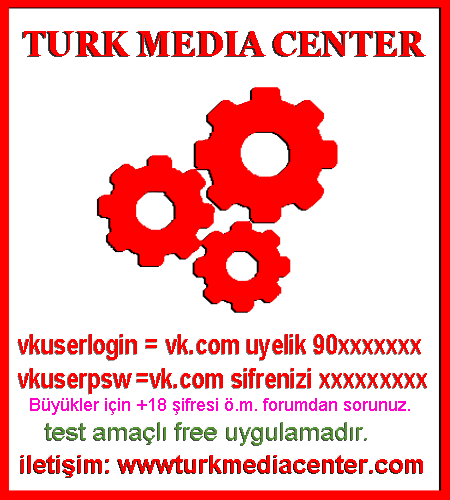 TURK MEDIA CENTER
vkuserlogin = vk.com uyelik 90xxxxxxx
vkuserpsw =vk.com sifrenizi xxxxxxxxx
Büyükler için +18 şifresi ö.m. forumdan sorunuz.
test amaçlı free uygulamadır.
iletişim: wwwturkmediacenter.com